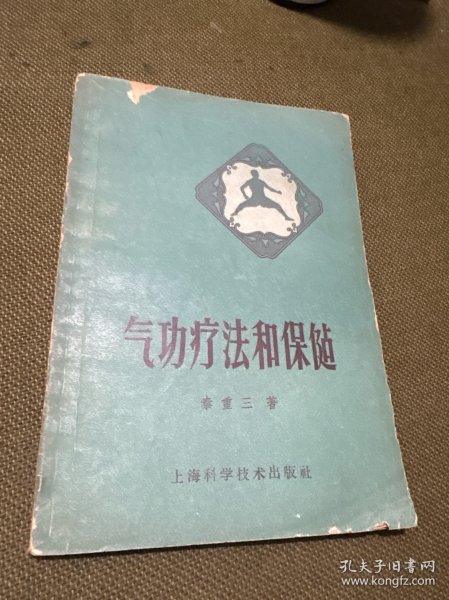 气功疗法和保健
秦重三 著
上海科学技术出版社
孔夫子旧书网
www.kongfz.com